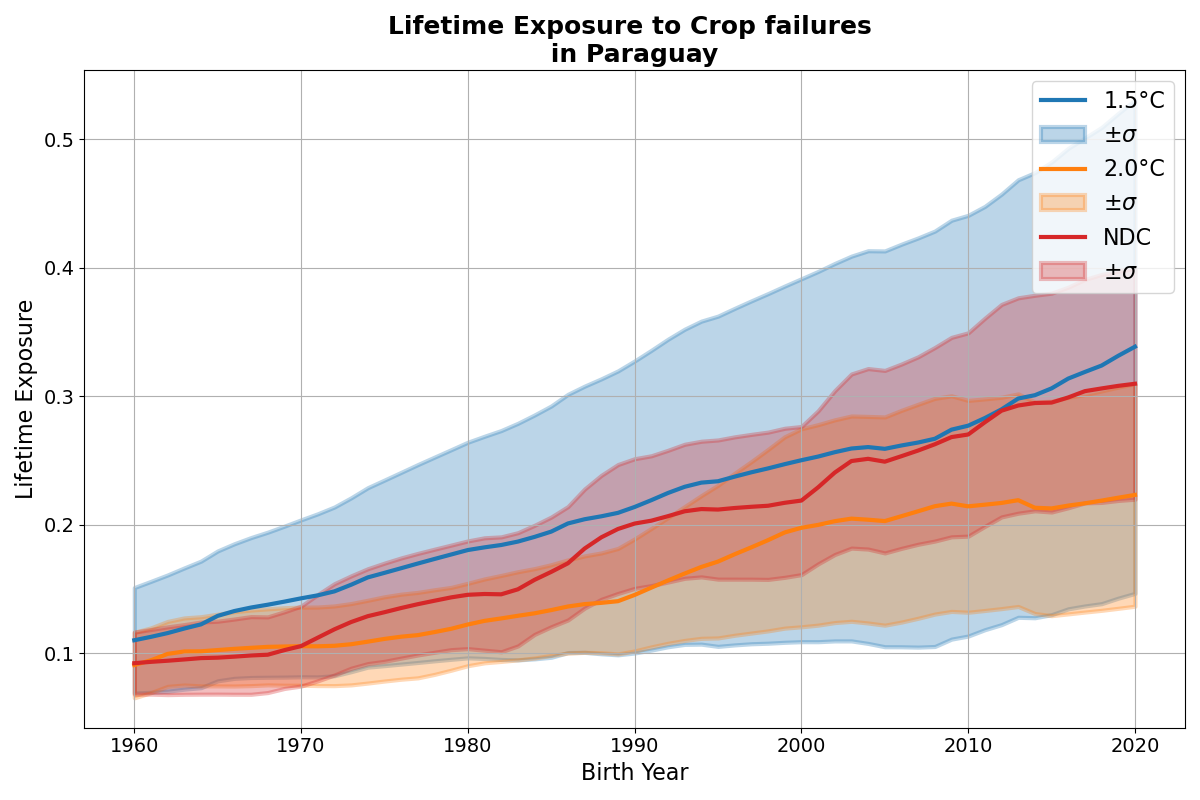 Lifetime Exposure to Crop failures
in Paraguay
Lifetime Exposure
0.5
0.4
0.3
0.2
0.1
1960 1970 1980 1990 2000 2010 2020
Birth Year
1.5°C
±σ
2.0°C
±σ
NDC
±σ